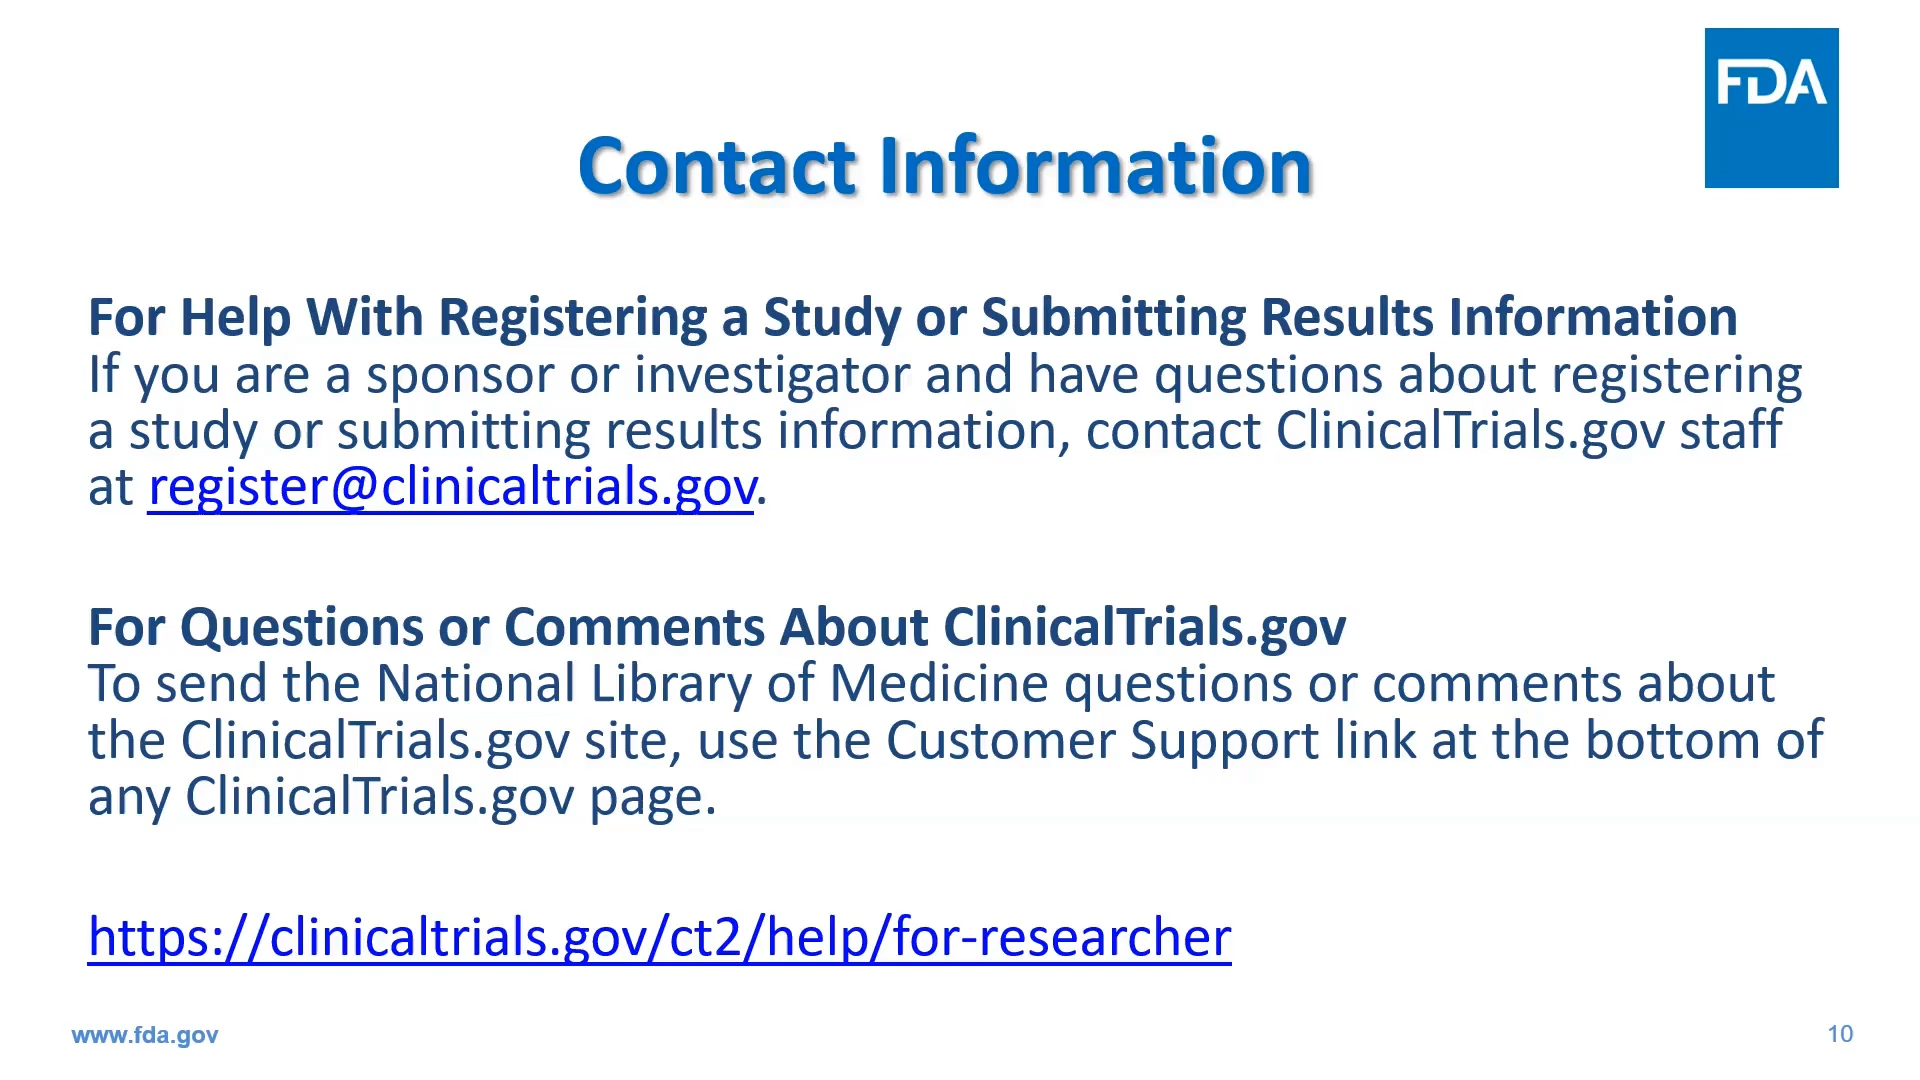 FDA
Contact Information
For Help With Registering a Study or Submitting Results Information
If you are a sponsor or investigator and have questions about registering
a study or submitting results information, contact ClinicalTrials.gov staff
at register@clinicaltrials.gov.
For Questions or Comments About ClinicalTrials.gov
To send the National Library of Medicine questions or comments about
the ClinicalTrials.gov site, use the Customer Support link at the bottom of
any ClinicalTrials.gov page.
https://clinicaltrials.gov/ct2/help/for-researcher
www.fda.gov
10